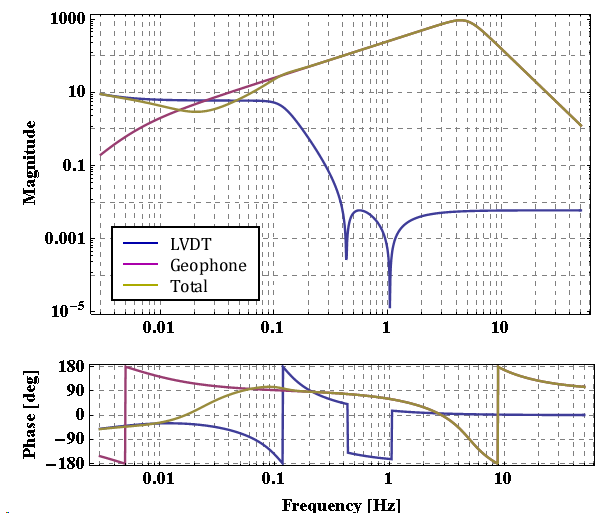 1000
10
0.1
0.001
10⁻⁵
Magnitude
LVDT
Geophone
Total
0.01 0.1 1 10
180
90
0
−90
−180
Phase [deg]
0.01 0.1 1 10
Frequency [Hz]